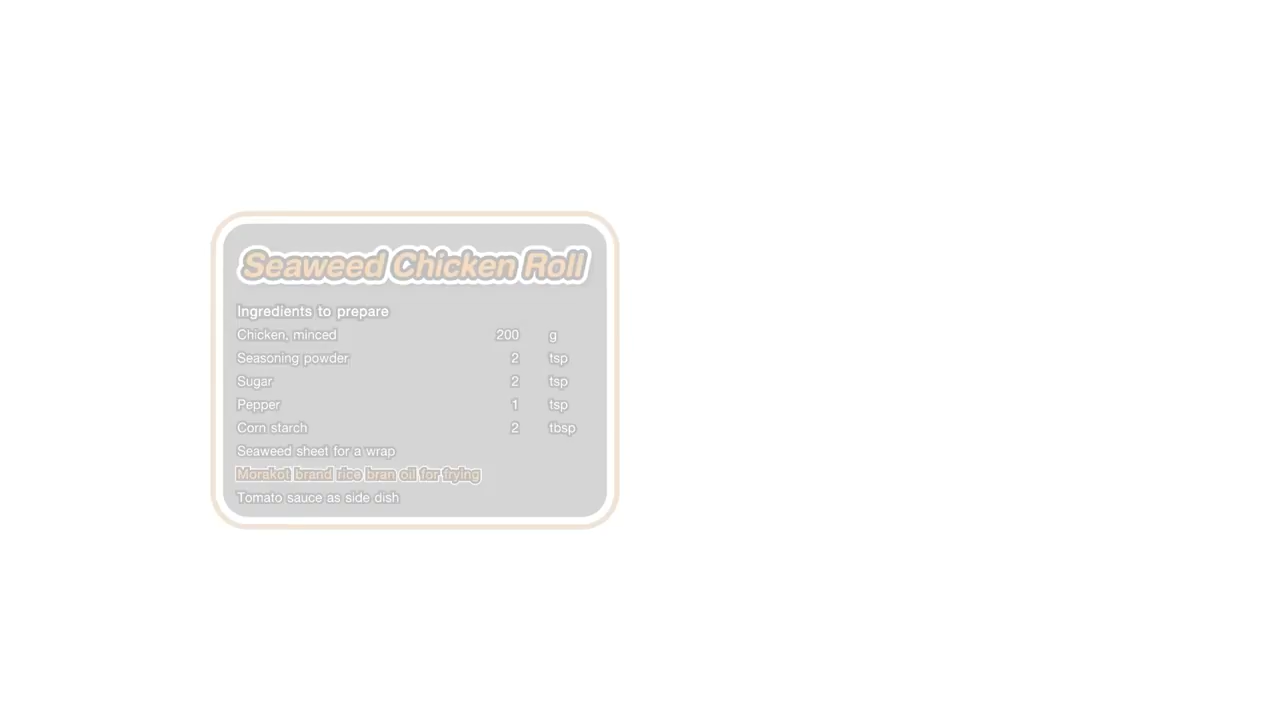 Seaweed Chicken Roll
Ingredients to prepare
Chicken, minced 200 g
Seasoning powder 2 tsp
Sugar 2 tsp
Pepper 1 tsp
Corn starch 2 tbsp
Seaweed sheet for a wrap
Morakot brand rice bran oil for frying
Tomato sauce as side dish